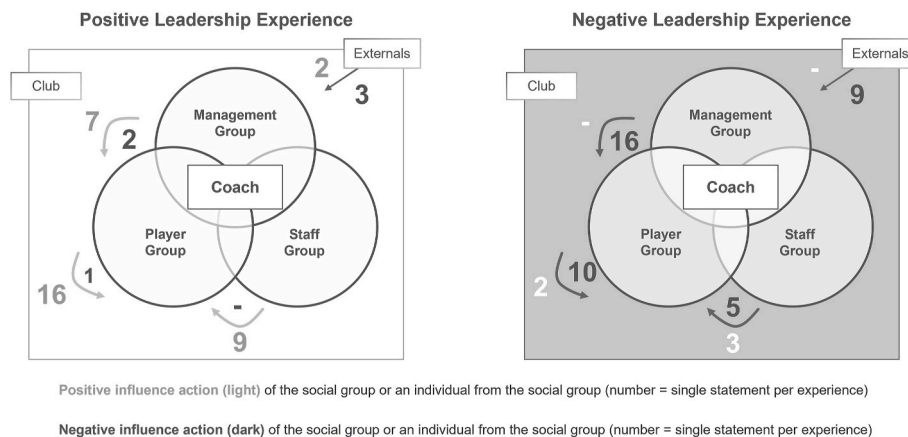 Positive Leadership Experience
Externals
Club
2
3
7
2
Management
Group
Coach
Player
Group
Staff
Group
16
1
-
9
Negative Leadership Experience
Externals
Club
-
9
-
16
Management
Group
Coach
Player
Group
Staff
Group
2
10
5
3
Positive influence action (light) of the social group or an individual from the social group (number = single statement per experience)
Negative influence action (dark) of the social group or an individual from the social group (number = single statement per experience)